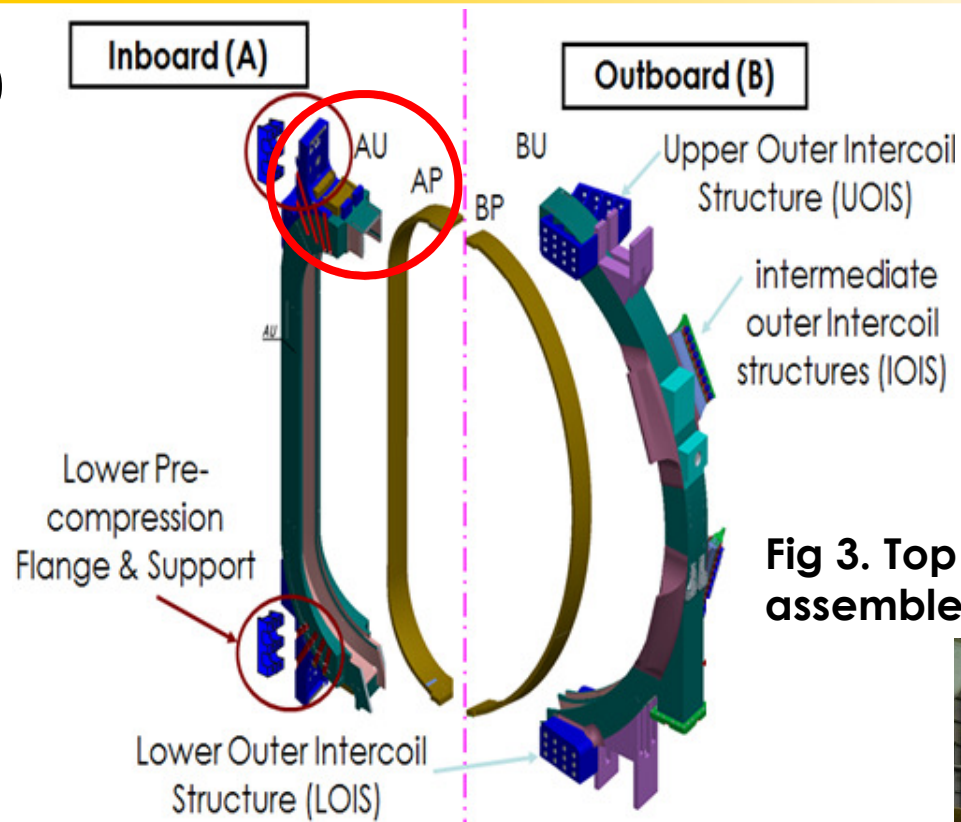 )
Inboard (A)
Outboard (B)
AU
AP
BP
BU
Upper Outer Intercoil
Structure (UOIS)
intermediate
outer Intercoil
structures (IOIS)
AU
Lower Pre-
compression
Flange & Support
Fig 3. Top
assemble
Lower Outer Intercoil
Structure (LOIS)